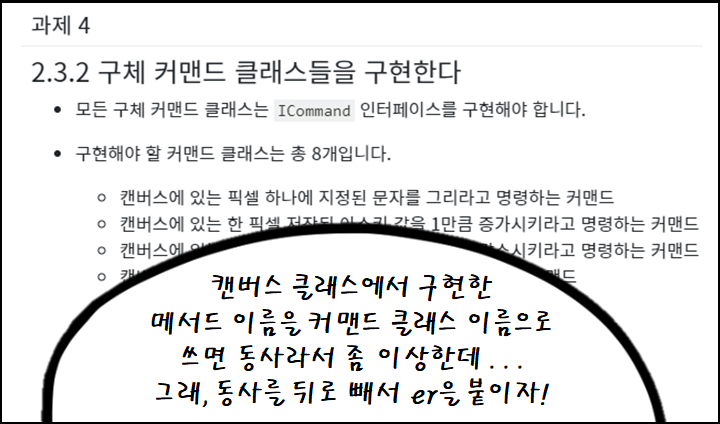 과제 4
2.3.2 구체 커맨드 클래스들을 구현한다
모든 구체 커맨드 클래스는 ICommand 인터페이스를 구현해야 합니다.
구현해야 할 커맨드 클래스는 총 8개입니다.
캔버스에 있는 픽셀 하나에 지정된 문자를 그리라고 명령하는 커맨드
캔버스에 있는 한 픽셀 저장된 아스키 값을 1만큼 증가시키라고 명령하는 커맨드
캔버스에 명령하는 커맨드
캔버스 클래스에서 구현한
메서드 이름을 커맨드 클래스 이름으로
쓰면 동사라서 좀 이상한데...
그래, 동사를 뒤로 빼서 er을 붙이자!